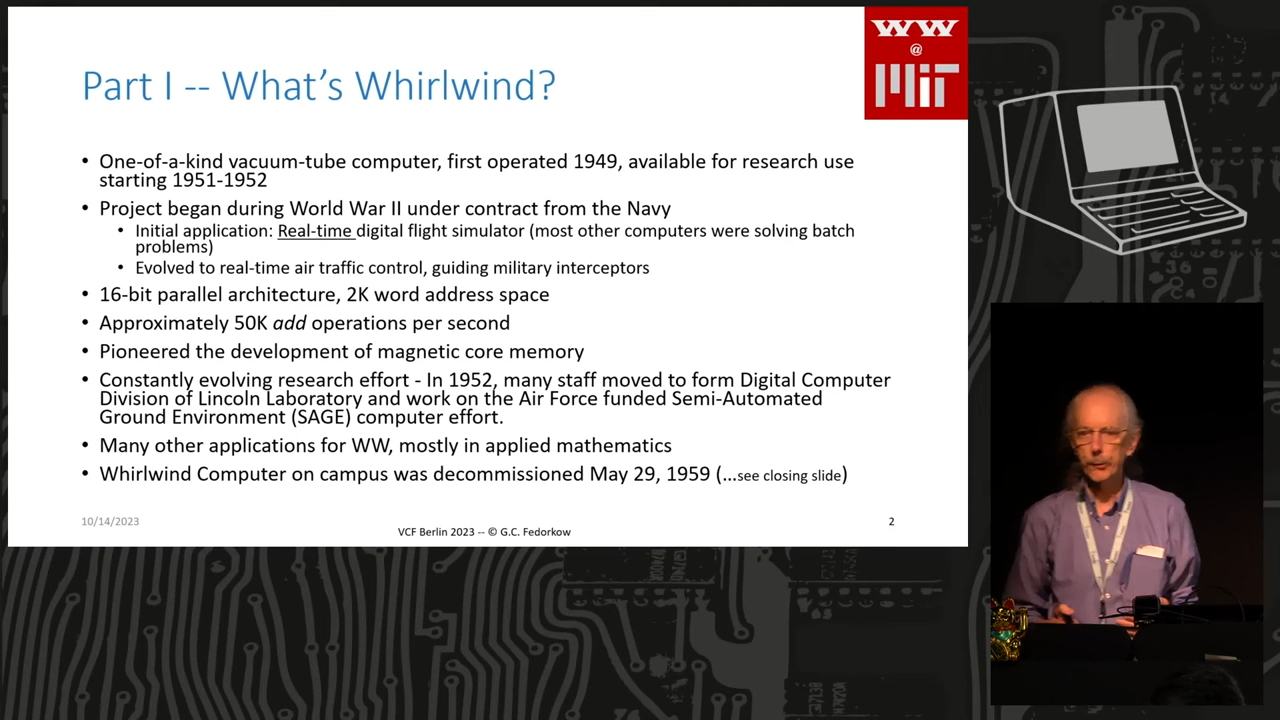 WW
@
MIT
Part I -- What's Whirlwind?
• One-of-a-kind vacuum-tube computer, first operated 1949, available for research use
starting 1951-1952
• Project began during World War II under contract from the Navy
• Initial application: Real-time digital flight simulator (most other computers were solving batch
problems)
• Evolved to real-time air traffic control, guiding military interceptors
• 16-bit parallel architecture, 2K word address space
• Approximately 50K add operations per second
• Pioneered the development of magnetic core memory
• Constantly evolving research effort - In 1952, many staff moved to form Digital Computer
Division of Lincoln Laboratory and work on the Air Force funded Semi-Automated
Ground Environment (SAGE) computer effort.
• Many other applications for WW, mostly in applied mathematics
• Whirlwind Computer on campus was decommissioned May 29, 1959 (...see closing slide)
10/14/2023
VCF Berlin 2023 -- © G.C. Fedorkow
2